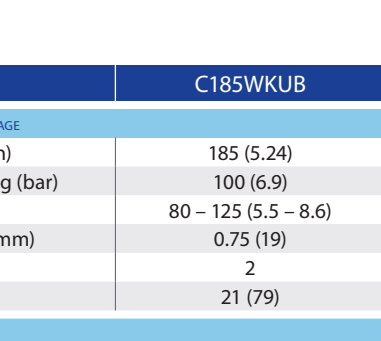 C185WKUB
AGE
) 185 (5.24)
g (bar) 100 (6.9)
80 – 125 (5.5 – 8.6)
mm) 0.75 (19)
2
21 (79)